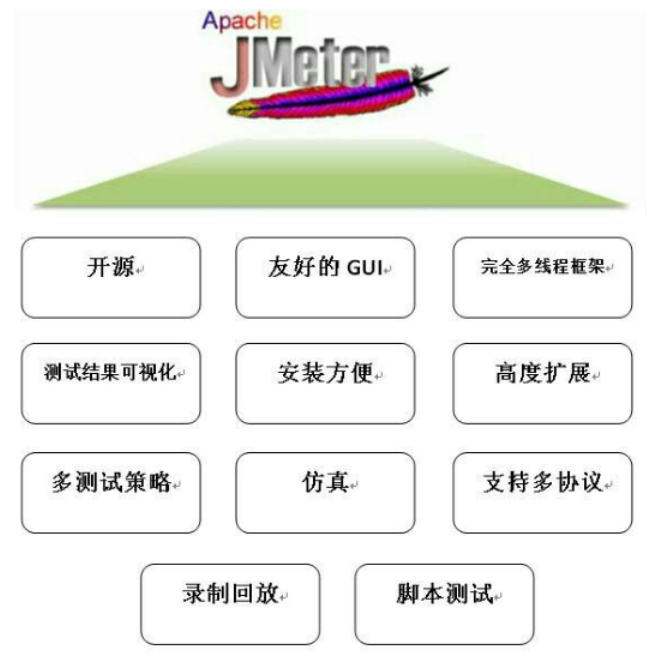 Apache
JMeter
开源
友好的 GUI
完全多线程框架
测试结果可视化
安装方便
高度扩展
多测试策略
仿真
支持多协议
录制回放
脚本测试